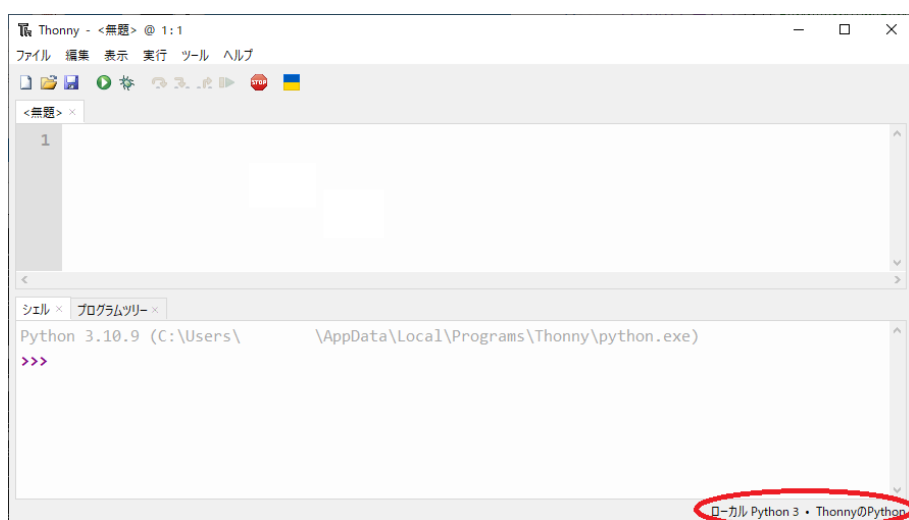 Thonny - <無題> @ 1:1
ファイル 編集 表示 実行 ツール ヘルプ
STOP
<無題> ×
1
シェル × プログラムツリー ×
Python 3.10.9 (C:\Users\ \AppData\Local\Programs\Thonny\python.exe)
>>>
ローカル Python 3 • ThonnyのPython